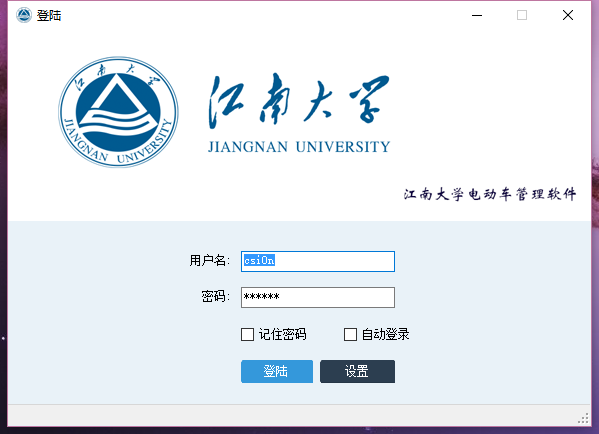 登陆
江南大学
JIANGNAN UNIVERSITY
江南大学
JIANGNAN UNIVERSITY
江南大学电动车管理软件
用户名:
csi0n
密码:
******
记住密码
自动登录
登陆
设置